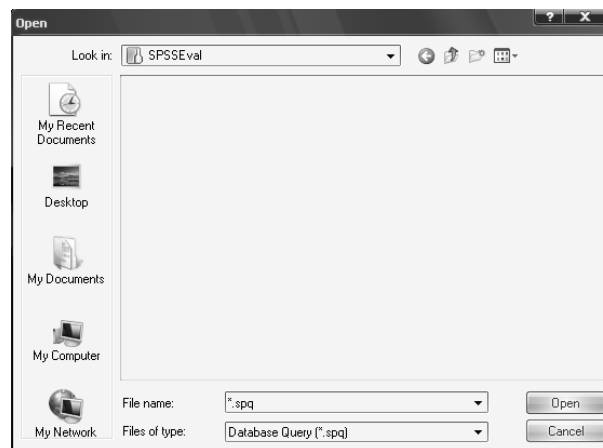 Open
? X
Look in: SPSSEval
My Recent
Documents
Desktop
My Documents
My Computer
My Network
File name: *.spq
Open
Files of type: Database Query (*.spq)
Cancel